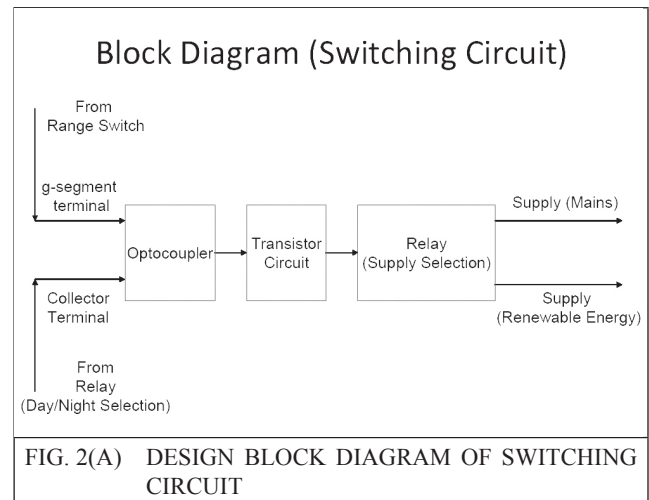 Block Diagram (Switching Circuit)
From
Range Switch
g-segment
terminal
Optocoupler
Transistor
Circuit
Relay
(Supply Selection)
Supply (Mains)
Collector
Terminal
Supply
(Renewable Energy)
From
Relay
(Day/Night Selection)
FIG. 2(A) DESIGN BLOCK DIAGRAM OF SWITCHING
CIRCUIT